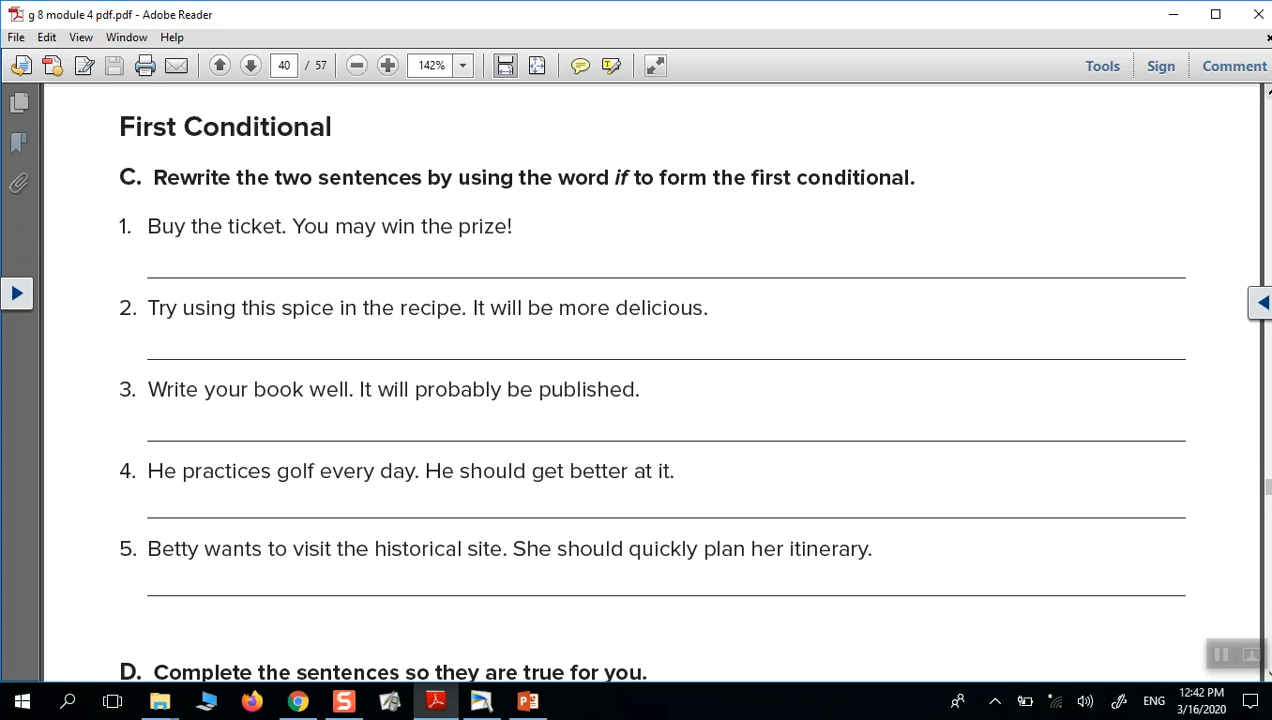 g 8 module 4 pdf.pdf - Adobe Reader
File Edit View Window Help
40 / 57 142% Tools Sign Comment
First Conditional
C. Rewrite the two sentences by using the word if to form the first conditional.
1. Buy the ticket. You may win the prize!
2. Try using this spice in the recipe. It will be more delicious.
3. Write your book well. It will probably be published.
4. He practices golf every day. He should get better at it.
5. Betty wants to visit the historical site. She should quickly plan her itinerary.
D. Complete the sentences so they are true for you.
ENG 12:42 PM
3/16/2020